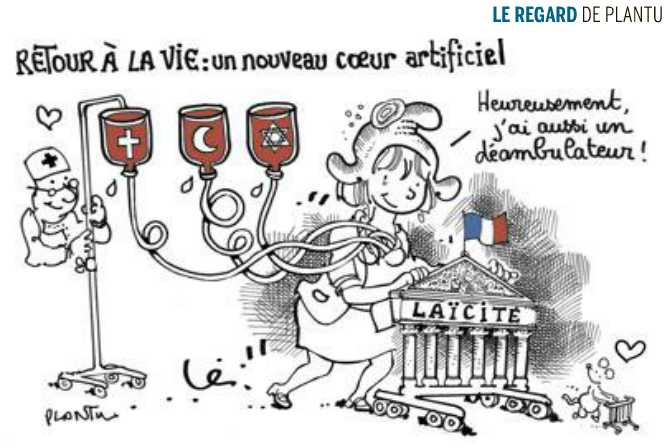 LE REGARD DE PLANTU
RETOUR À LA VIE : un nouveau cœur artificiel
Heureusement,
j'ai aussi un
déambulateur !
LAÏCITÉ
PLANTU